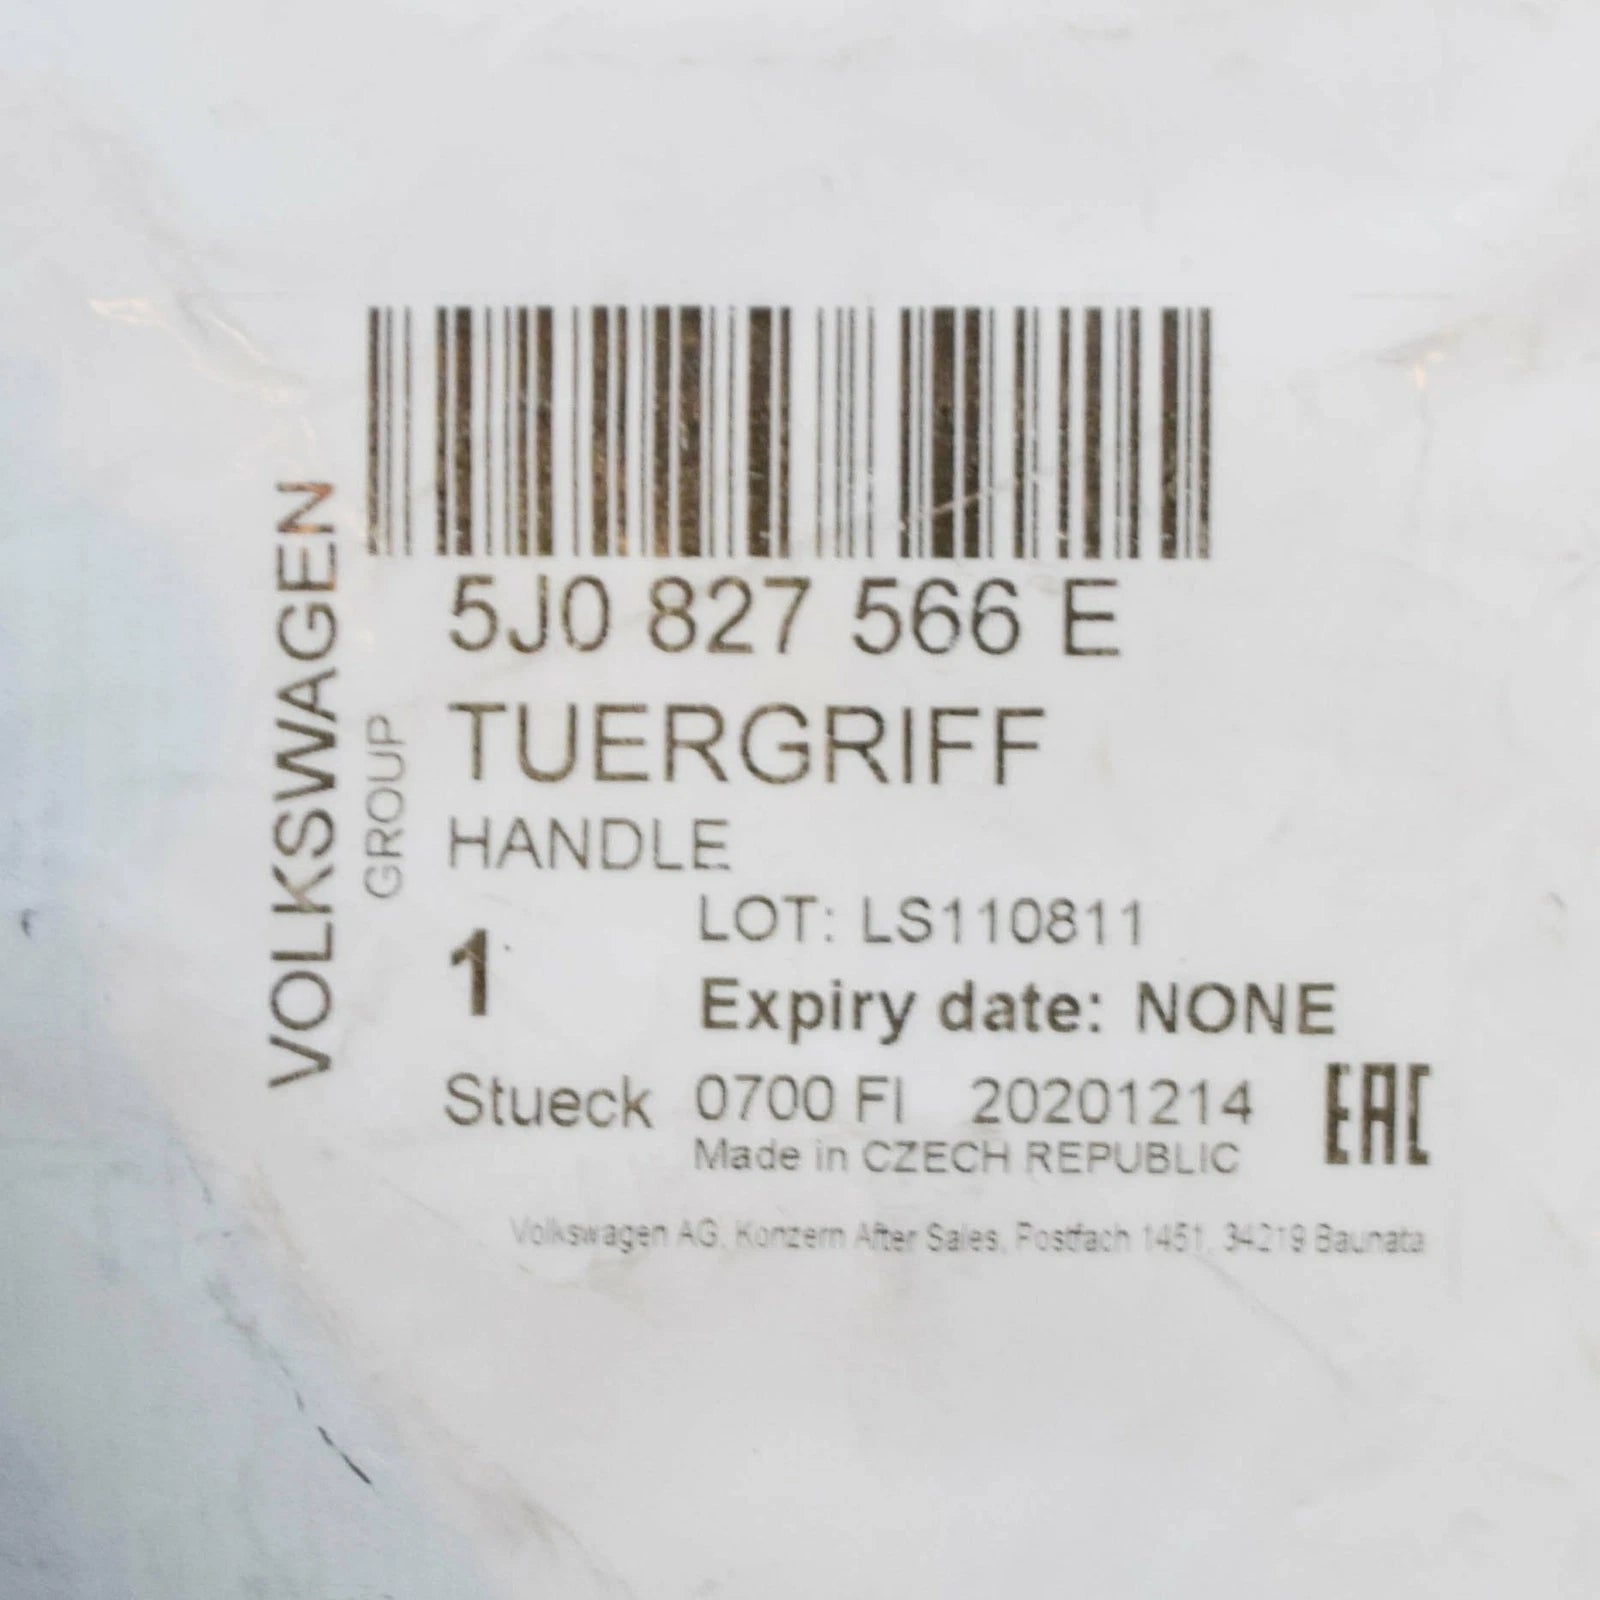 VOLKSWAGEN
GROUP
5J0 827 566 E
TUERGRIFF
HANDLE
1
LOT: LS110811
Expiry date: NONE
Stueck
0700 FI 20201214
EAC
Made in CZECH REPUBLIC
Volkswagen AG, Konzern After Sales, Postfach 1451, 34219 Baunata